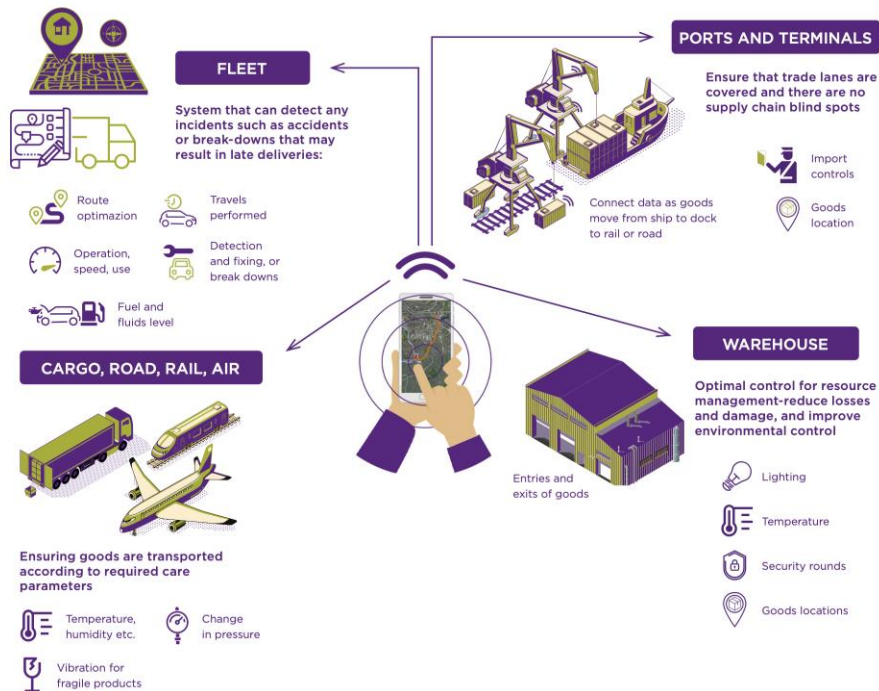 FLEET
System that can detect any
incidents such as accidents
or break-downs that may
result in late deliveries:
Route
optimazion
Travels
performed
Operation,
speed, use
Detection
and fixing, or
break downs
Fuel and
fluids level
PORTS AND TERMINALS
Ensure that trade lanes are
covered and there are no
supply chain blind spots
Import
controls
Goods
location
Connect data as goods
move from ship to dock
to rail or road
CARGO, ROAD, RAIL, AIR
Ensuring goods are transported
according to required care
parameters
Temperature,
humidity etc.
Change
in pressure
Vibration for
fragile products
WAREHOUSE
Optimal control for resource
management-reduce losses
and damage, and improve
environmental control
Entries and
exits of goods
Lighting
Temperature
Security rounds
Goods locations